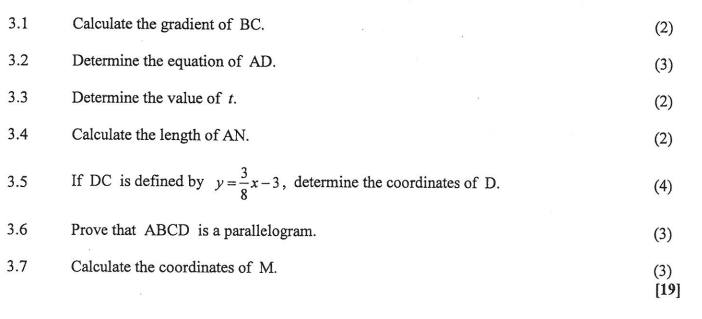 3.1 Calculate the gradient of BC. (2)
3.2 Determine the equation of AD. (3)
3.3 Determine the value of t. (2)
3.4 Calculate the length of AN. (2)
3.5 If DC is defined by y = 3/8 x − 3, determine the coordinates of D. (4)
3.6 Prove that ABCD is a parallelogram. (3)
3.7 Calculate the coordinates of M. (3)
[19]